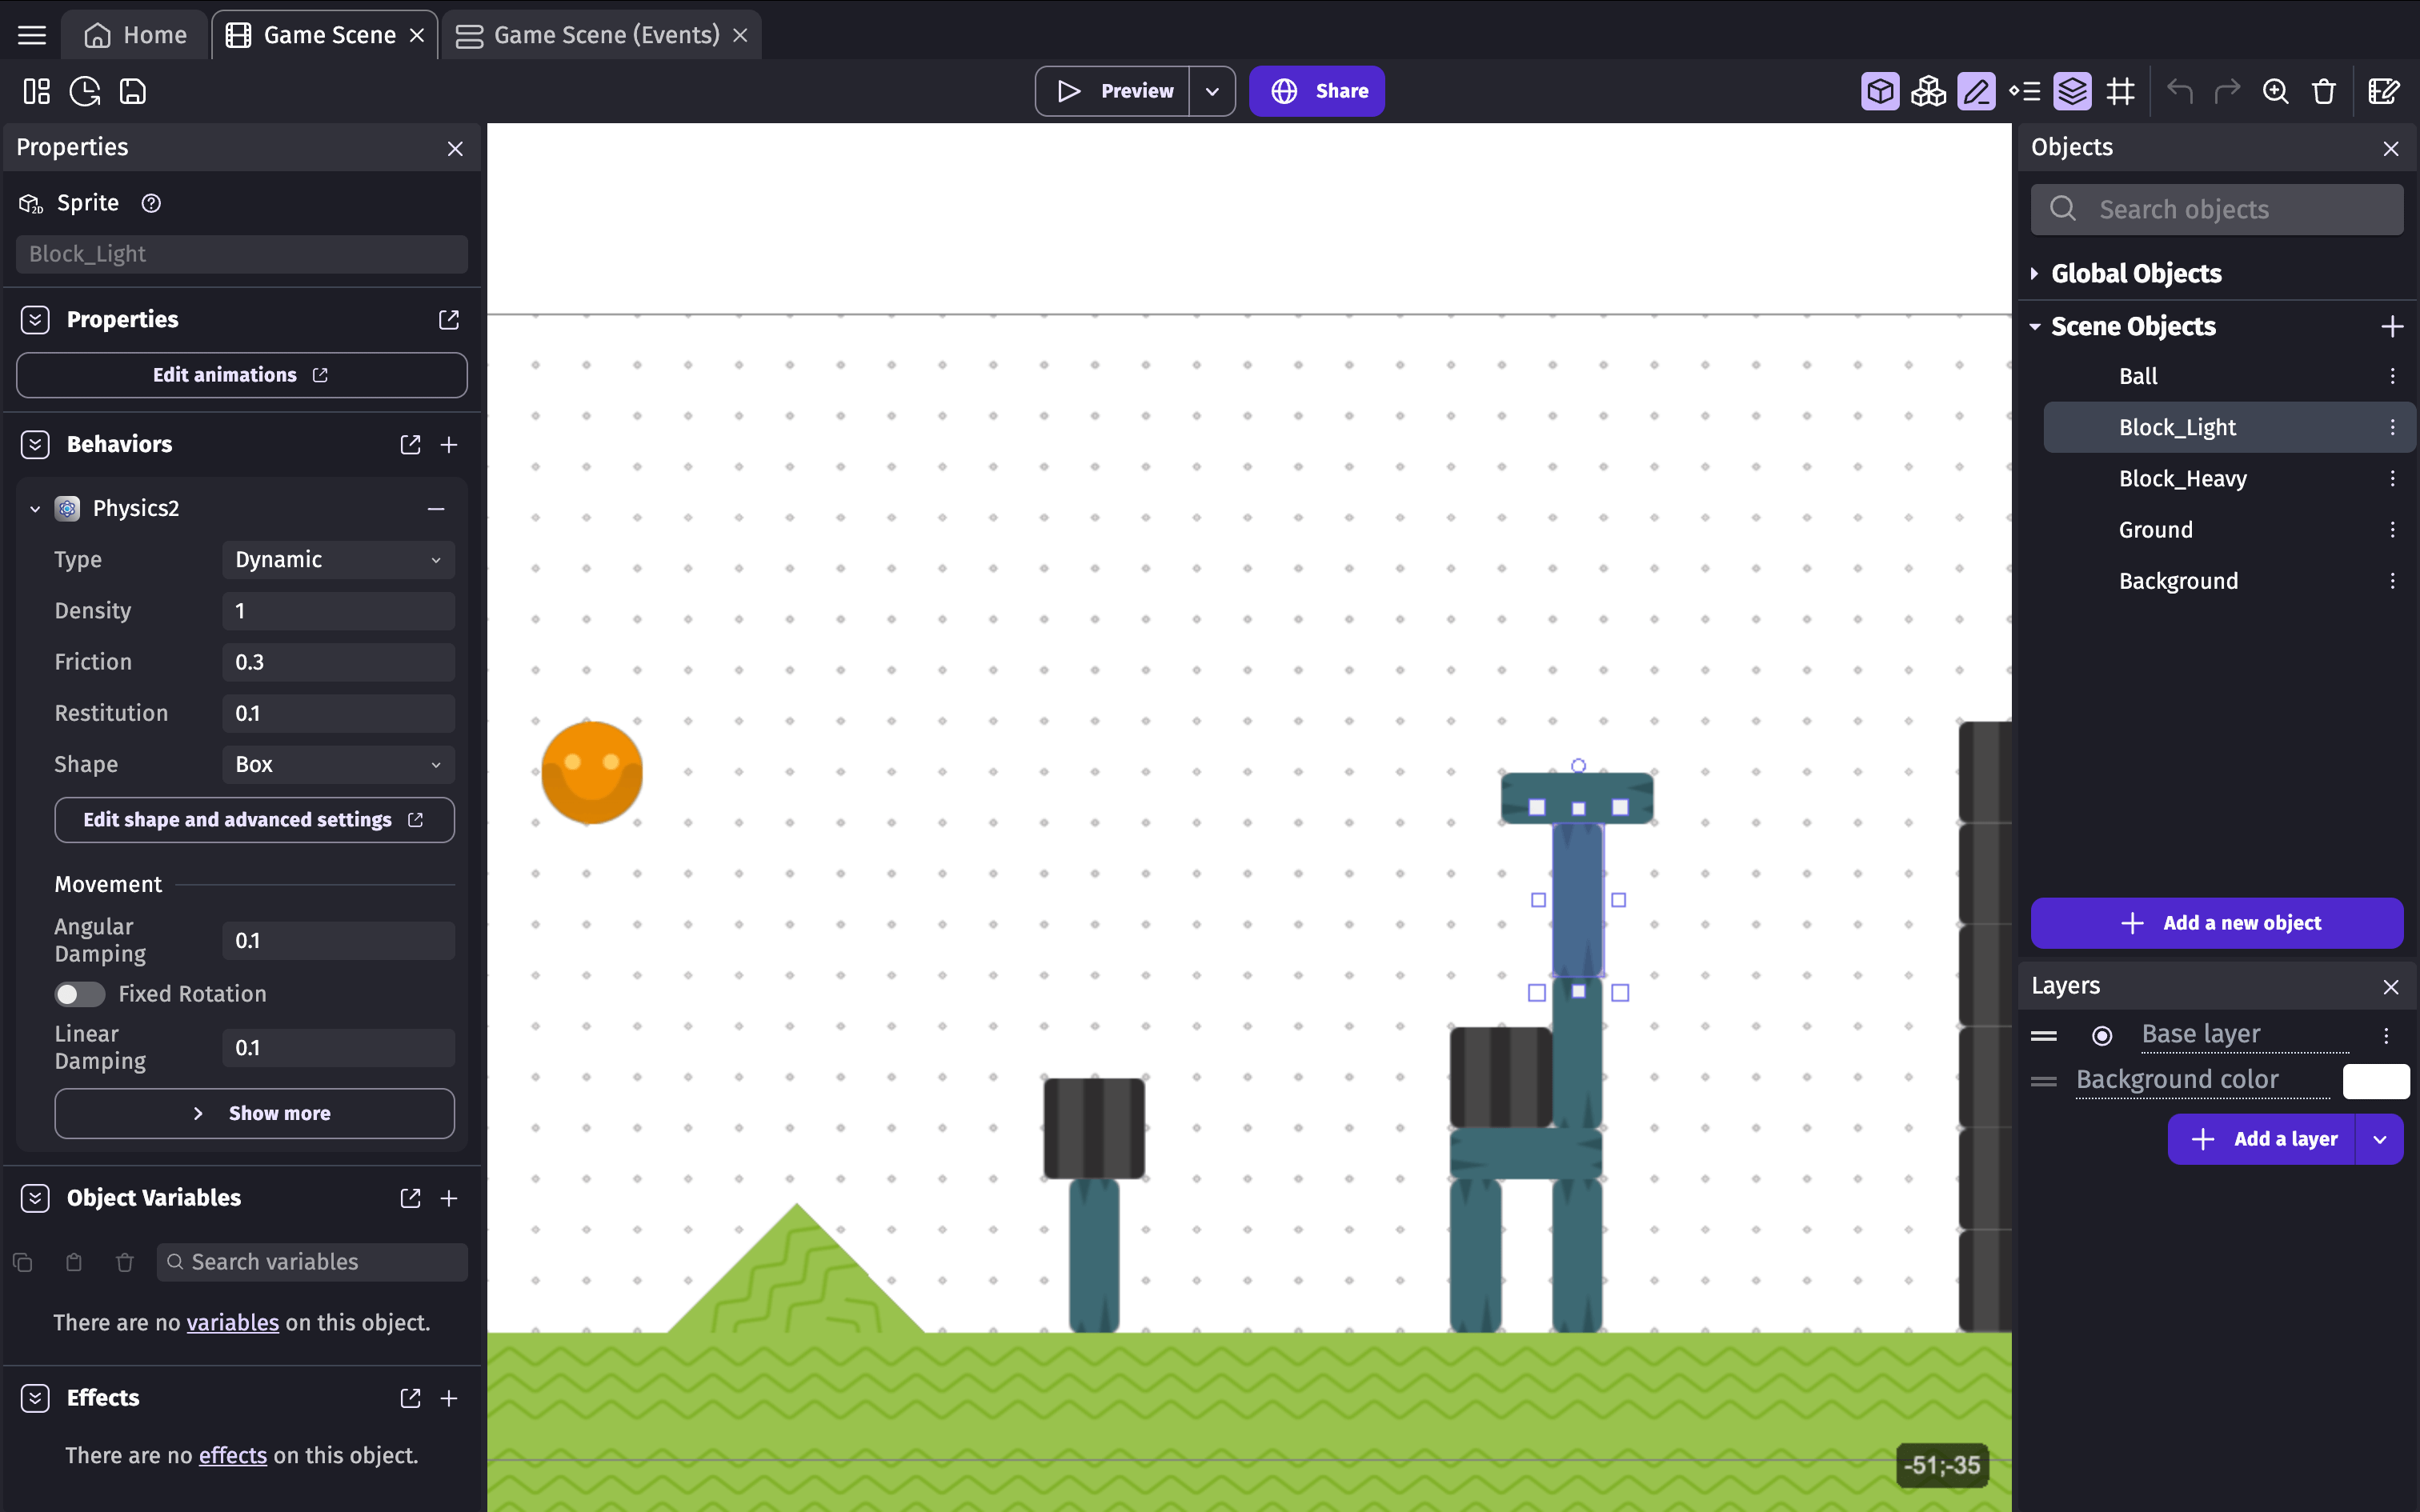 Home
Game Scene
Game Scene (Events)
Preview
Share
Properties
Sprite
Block_Light
Properties
Edit animations
Behaviors
Physics2
Type
Dynamic
Density
1
Friction
0.3
Restitution
0.1
Shape
Box
Edit shape and advanced settings
Movement
Angular
Damping
0.1
Fixed Rotation
Linear
Damping
0.1
Show more
Object Variables
Search variables
There are no variables on this object.
Effects
There are no effects on this object.
-51;-35
Objects
Search objects
Global Objects
Scene Objects
Ball
Block_Light
Block_Heavy
Ground
Background
Add a new object
Layers
Base layer
Background color
Add a layer